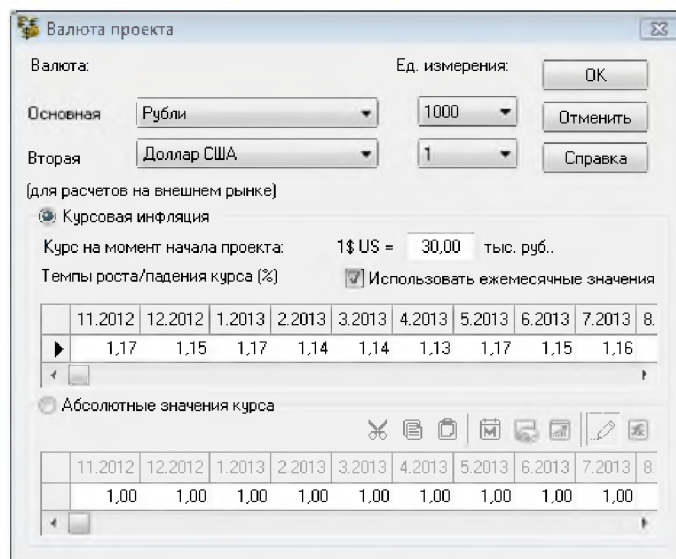 Валюта проекта
Валюта: Ед. измерения: OK
Основная Рубли 1000 Отменить
Вторая Доллар США 1 Справка
(для расчетов на внешнем рынке)
Курсовая инфляция
Курс на момент начала проекта: 1$ US = 30,00 тыс. руб..
Темпы роста/падения курса (%) Использовать ежемесячные значения
11.2012 12.2012 1.2013 2.2013 3.2013 4.2013 5.2013 6.2013 7.2013 8.
1,17 1,15 1,17 1,14 1,14 1,13 1,17 1,15 1,16
Абсолютные значения курса
11.2012 12.2012 1.2013 2.2013 3.2013 4.2013 5.2013 6.2013 7.2013 8.
1,00 1,00 1,00 1,00 1,00 1,00 1,00 1,00 1,00